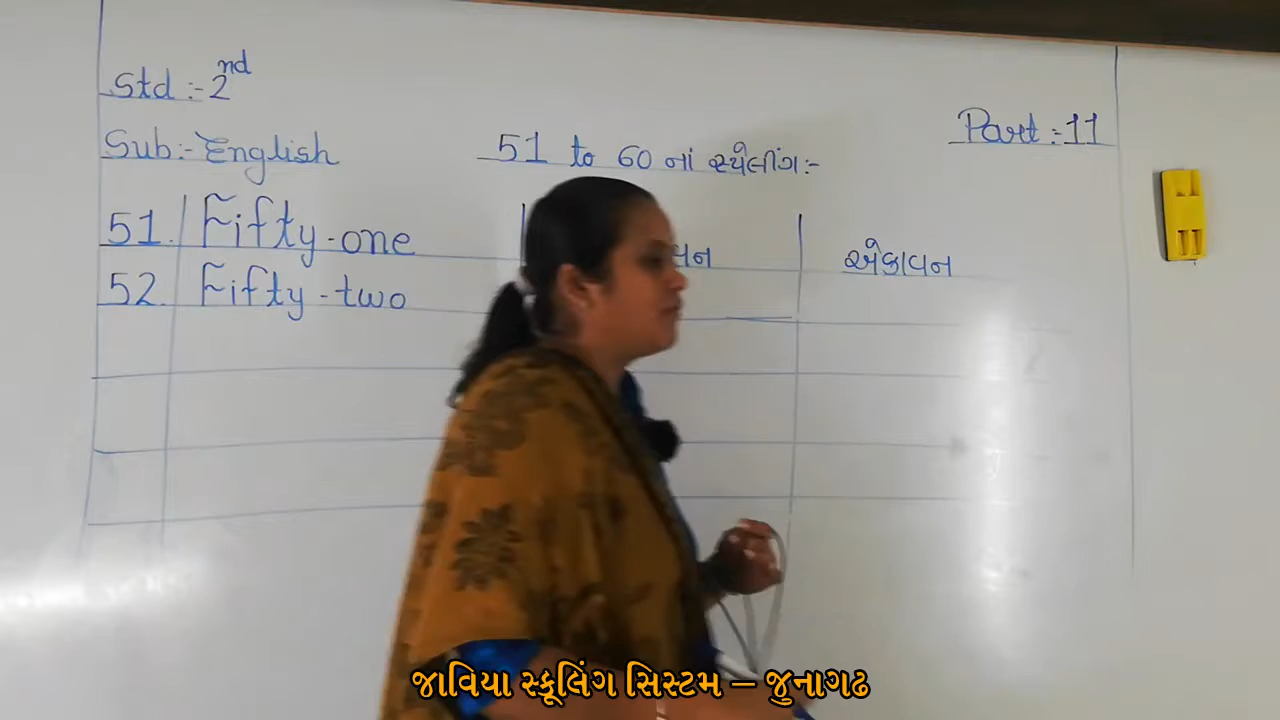 Std :- 2nd
Sub:- English
51 to 60 નાં સ્પેલીંગ:-
Part : 11
51. Fifty-one એકાવન
52. Fifty-two
જાવિયા સ્કૂલિંગ સિસ્ટમ – જુનાગઢ